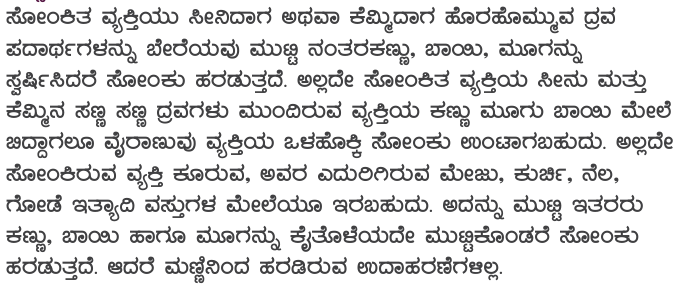 ಸೋಂಕಿತ ವ್ಯಕ್ತಿಯು ಸೀನಿದಾಗ ಅಥವಾ ಕೆಮ್ಮಿದಾಗ ಹೊರಹೊಮ್ಮುವ ದ್ರವ
ಪದಾರ್ಥಗಳನ್ನು ಬೇರೆಯವು ಮುಟ್ಟಿ ನಂತರಕಣ್ಣು, ಬಾಯಿ, ಮೂಗನ್ನು
ಸ್ಪರ್ಷಿಸಿದರೆ ಸೋಂಕು ಹರಡುತ್ತದೆ. ಅಲ್ಲದೇ ಸೋಂಕಿತ ವ್ಯಕ್ತಿಯ ಸೀನು ಮತ್ತು
ಕೆಮ್ಮಿನ ಸಣ್ಣ ಸಣ್ಣ ದ್ರವಗಳು ಮುಂದಿರುವ ವ್ಯಕ್ತಿಯ ಕಣ್ಣು ಮೂಗು ಬಾಯಿ ಮೇಲೆ
ಬಿದ್ದಾಗಲೂ ವೈರಾಣುವು ವ್ಯಕ್ತಿಯ ಒಳಹೊಕ್ಕಿ ಸೋಂಕು ಉಂಟಾಗಬಹುದು. ಅಲ್ಲದೇ
ಸೋಂಕಿರುವ ವ್ಯಕ್ತಿ ಕೂರುವ, ಅವರ ಎದುರಿಗಿರುವ ಮೇಜು, ಕುರ್ಚಿ, ನೆಲ,
ಗೋಡೆ ಇತ್ಯಾದಿ ವಸ್ತುಗಳ ಮೇಲೆಯೂ ಇರಬಹುದು. ಅದನ್ನು ಮುಟ್ಟಿ ಇತರರು
ಕಣ್ಣು, ಬಾಯಿ ಹಾಗೂ ಮೂಗನ್ನು ಕೈತೊಳೆಯದೇ ಮುಟ್ಟಿಕೊಂಡರೆ ಸೋಂಕು
ಹರಡುತ್ತದೆ. ಆದರೆ ಮಣ್ಣಿನಿಂದ ಹರಡಿರುವ ಉದಾಹರಣೆಗಳಿಲ್ಲ.